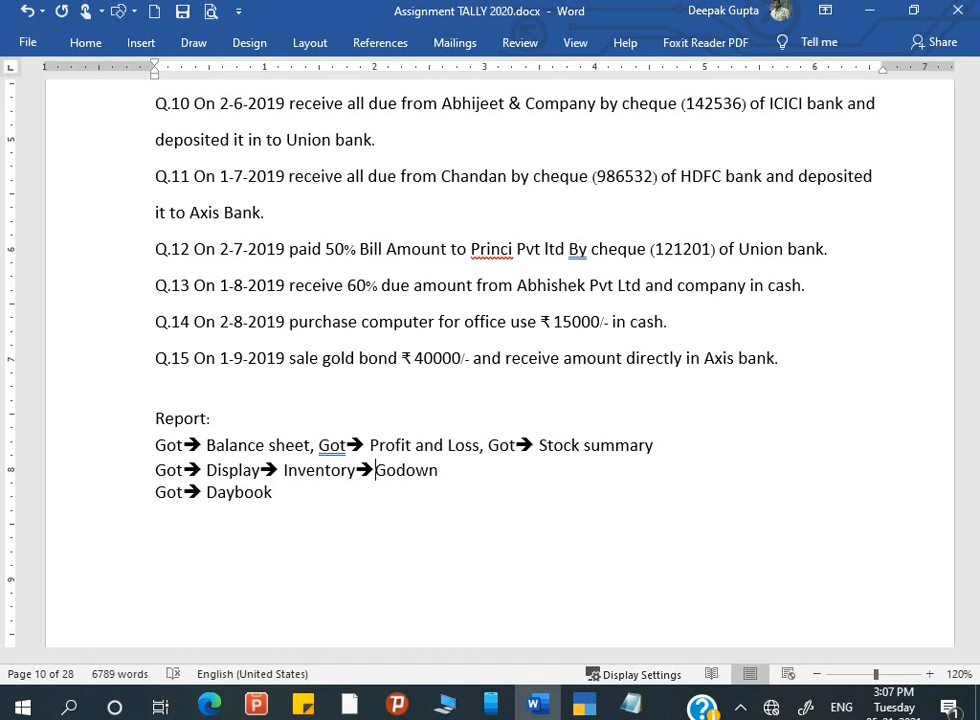 Assignment TALLY 2020.docx - Word
Deepak Gupta
File Home Insert Draw Design Layout References Mailings Review View Help Foxit Reader PDF Tell me Share
1 1 2 3 4 5 6 7
Q.10 On 2-6-2019 receive all due from Abhijeet & Company by cheque (142536) of ICICI bank and
deposited it in to Union bank.
Q.11 On 1-7-2019 receive all due from Chandan by cheque (986532) of HDFC bank and deposited
it to Axis Bank.
Q.12 On 2-7-2019 paid 50% Bill Amount to Princi Pvt ltd By cheque (121201) of Union bank.
Q.13 On 1-8-2019 receive 60% due amount from Abhishek Pvt Ltd and company in cash.
Q.14 On 2-8-2019 purchase computer for office use ₹ 15000/- in cash.
Q.15 On 1-9-2019 sale gold bond ₹ 40000/- and receive amount directly in Axis bank.
Report:
Got➔ Balance sheet, Got➔ Profit and Loss, Got➔ Stock summary
Got➔ Display➔ Inventory➔Godown
Got➔ Daybook
Page 10 of 28 6789 words English (United States) Display Settings 120%
ENG
3:07 PM
Tuesday